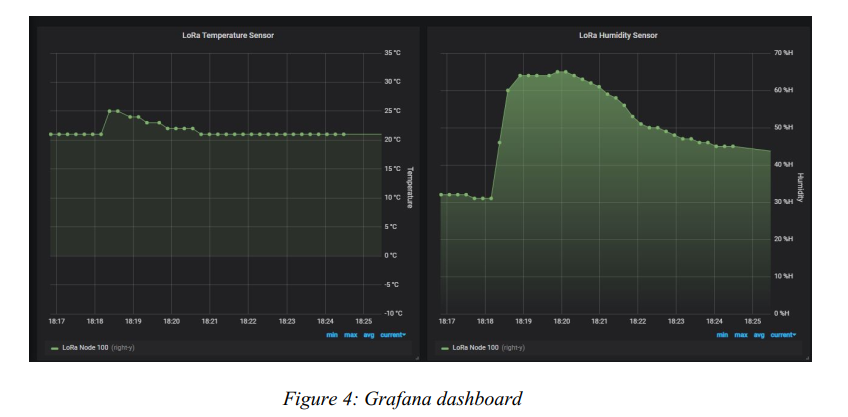 LoRa Temperature Sensor
35 °C
30 °C
25 °C
20 °C
15 °C
10 °C
5 °C
0 °C
-5 °C
-10 °C
Temperature
18:17 18:18 18:19 18:20 18:21 18:22 18:23 18:24 18:25
min max avg current
LoRa Node 100 (right-y)
LoRa Humidity Sensor
70 %H
60 %H
50 %H
40 %H
30 %H
20 %H
10 %H
0 %H
Humidity
18:17 18:18 18:19 18:20 18:21 18:22 18:23 18:24 18:25
min max avg current
LoRa Node 100 (right-y)
Figure 4: Grafana dashboard